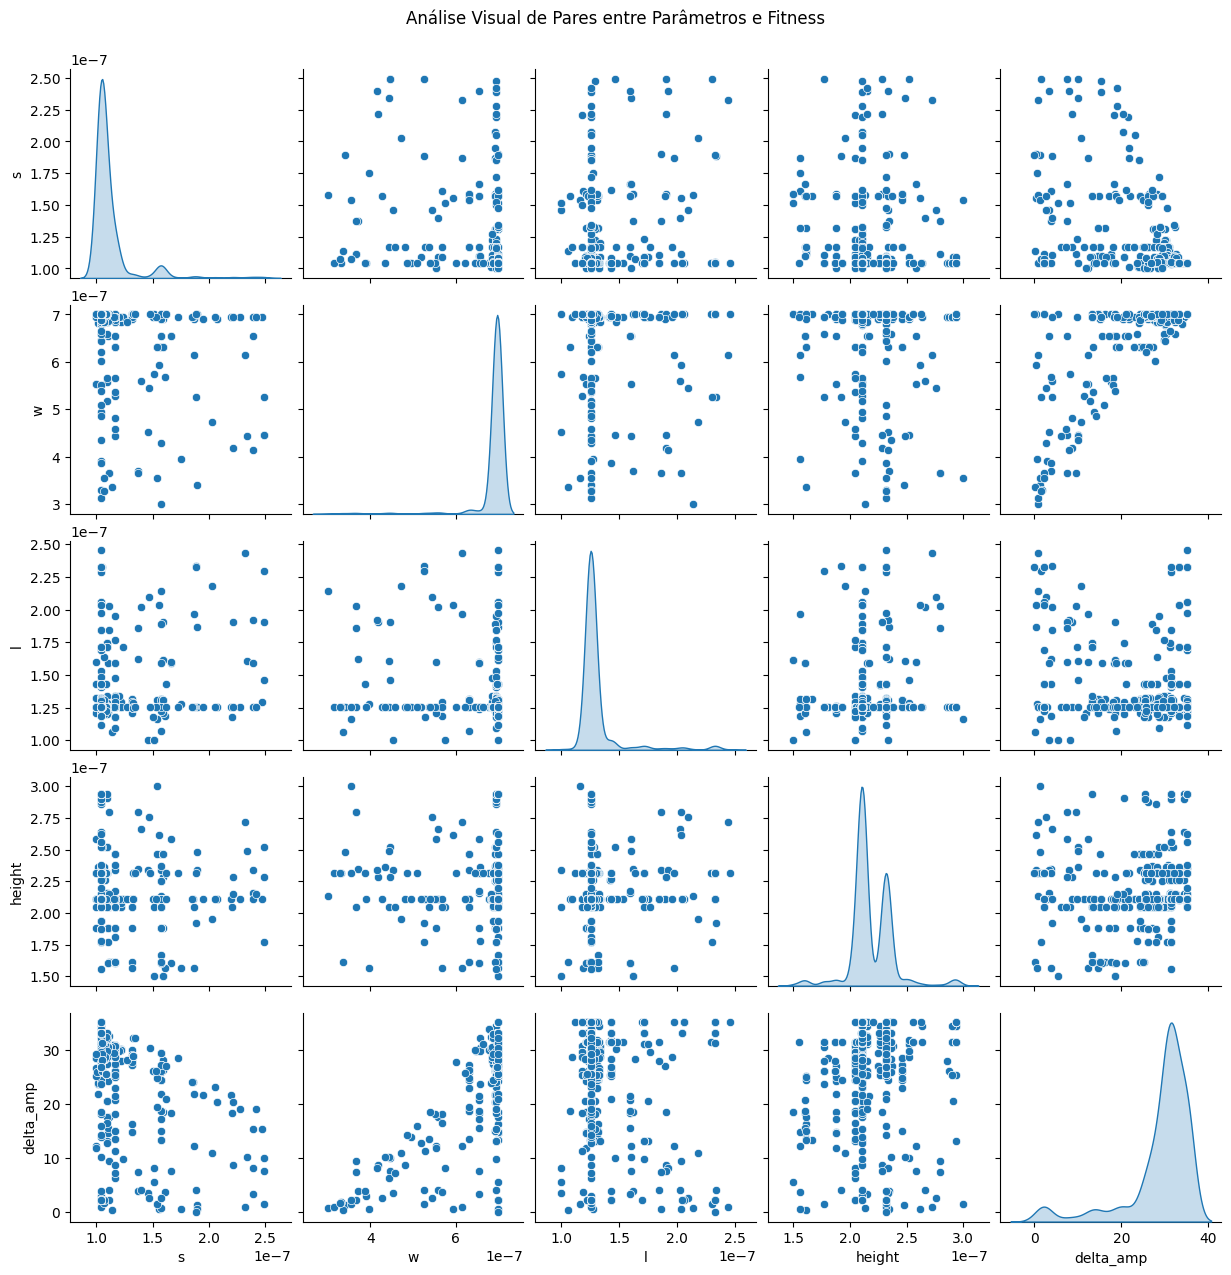 Análise Visual de Pares entre Parâmetros e Fitness
1e−7
2.50
2.25
2.00
1.75
1.50
1.25
1.00
s
1e−7
7
6
5
4
3
w
1e−7
2.50
2.25
2.00
1.75
1.50
1.25
1.00
l
1e−7
3.00
2.75
2.50
2.25
2.00
1.75
1.50
height
30
20
10
0
delta_amp
1.0 1.5 2.0 2.5
s 1e−7
4 6
w 1e−7
1.0 1.5 2.0 2.5
l 1e−7
1.5 2.0 2.5 3.0
height 1e−7
0 20 40
delta_amp